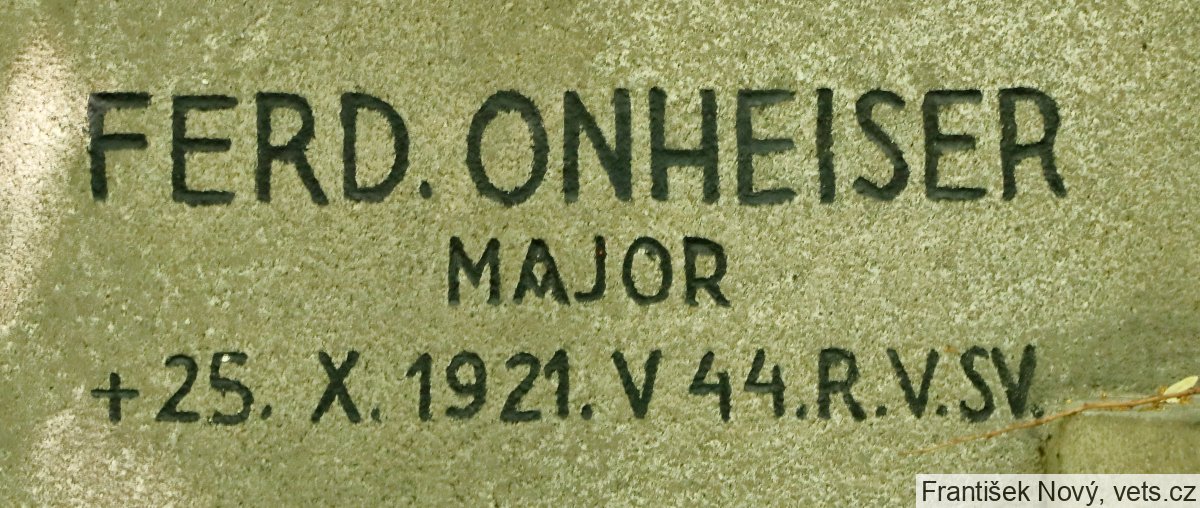 FERD. ONHEISER
MAJOR
+ 25. X. 1921. V 44.R.V.SV.
František Nový, vets.cz